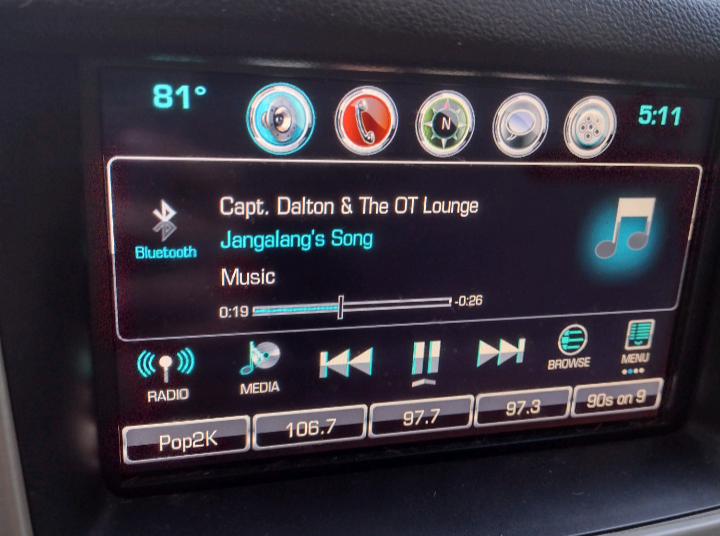 81°
N
5:11
Capt. Dalton & The OT Lounge
Bluetooth
Jangalang's Song
Music
0:19
-0:26
RADIO
MEDIA
BROWSE
MENU
Pop2K
106.7
97.7
97.3
90s on 9